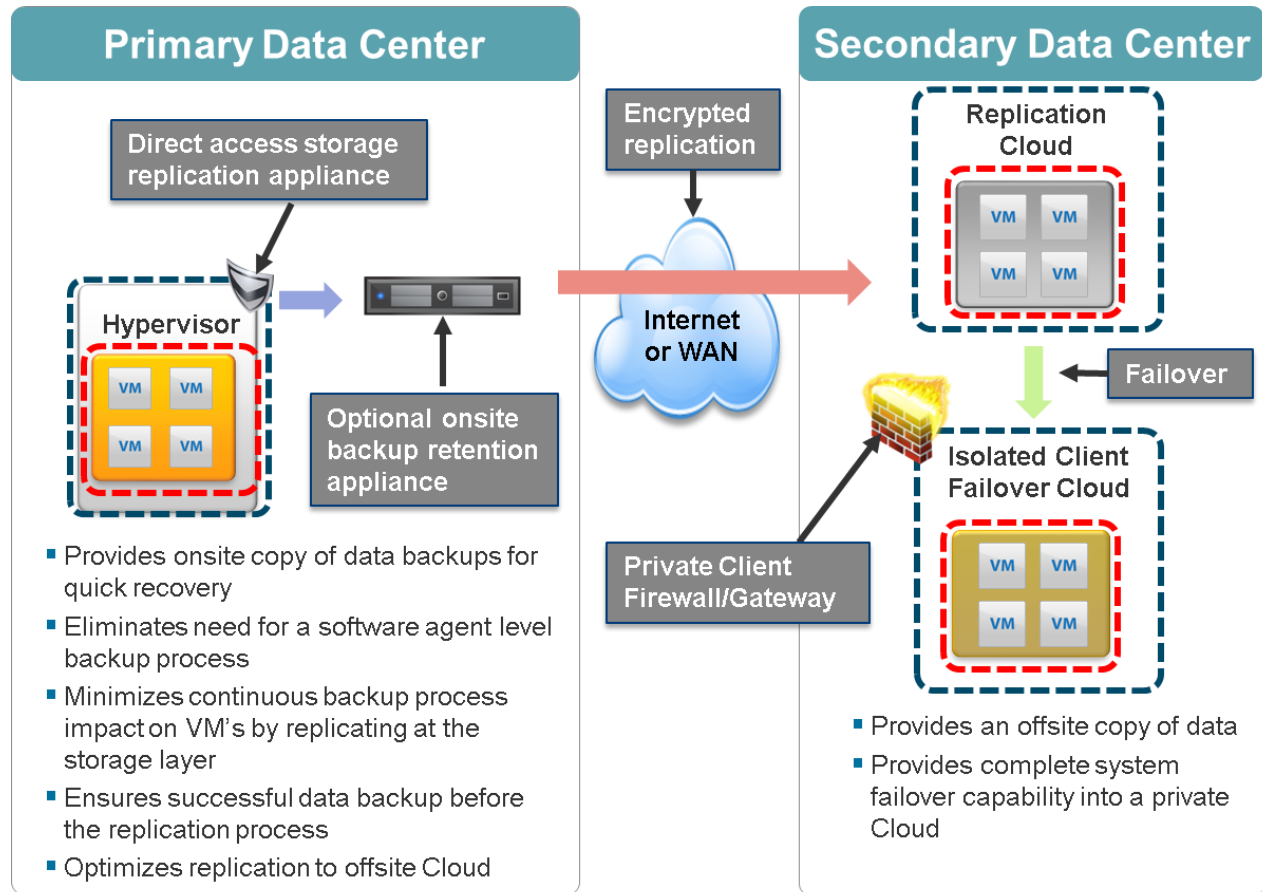 Primary Data Center
Direct access storage
replication appliance
Hypervisor
VM VM
VM VM
Optional onsite
backup retention
appliance
Provides onsite copy of data backups for
quick recovery
Eliminates need for a software agent level
backup process
Minimizes continuous backup process
impact on VM's by replicating at the
storage layer
Ensures successful data backup before
the replication process
Optimizes replication to offsite Cloud
Encrypted
replication
Internet
or WAN
Private Client
Firewall/Gateway
Secondary Data Center
Replication
Cloud
VM VM
VM VM
Failover
Isolated Client
Failover Cloud
VM VM
VM VM
Provides an offsite copy of data
Provides complete system
failover capability into a private
Cloud